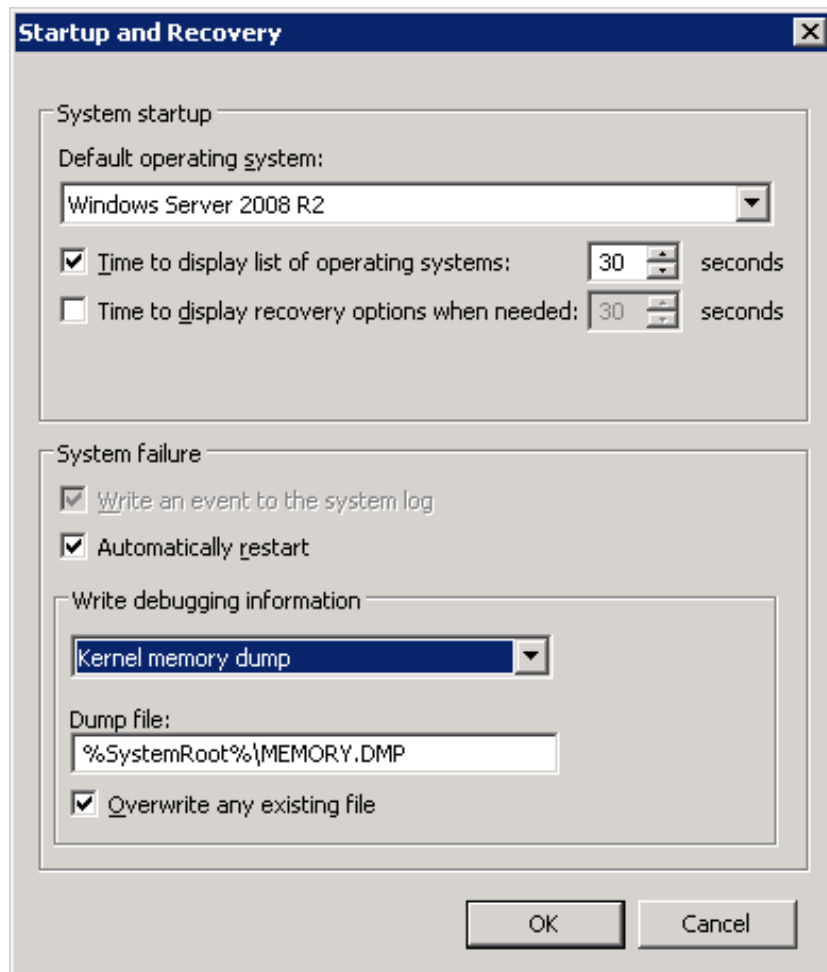 Startup and Recovery
System startup
Default operating system:
Windows Server 2008 R2
Time to display list of operating systems: 30 seconds
Time to display recovery options when needed: 30 seconds
System failure
Write an event to the system log
Automatically restart
Write debugging information
Kernel memory dump
Dump file:
%SystemRoot%\MEMORY.DMP
Overwrite any existing file
OK Cancel